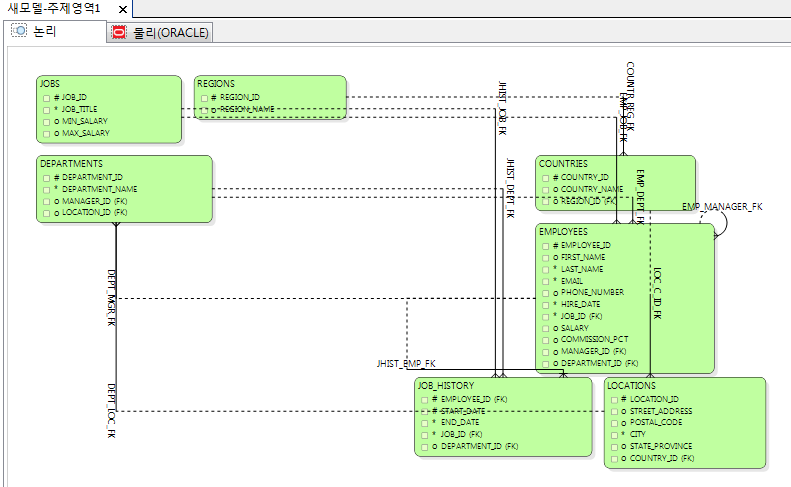 새모델-주제영역1
논리
물리(ORACLE)
JOBS
# JOB_ID
* JOB_TITLE
o MIN_SALARY
o MAX_SALARY
REGIONS
# REGION_ID
o REGION_NAME
JHIST_JOB_FK
COUNTR_REG_FK
EMP_JOB_FK
DEPARTMENTS
# DEPARTMENT_ID
* DEPARTMENT_NAME
o MANAGER_ID (FK)
o LOCATION_ID (FK)
JHIST_DEPT_FK
COUNTRIES
# COUNTRY_ID
o COUNTRY_NAME
o REGION_ID (FK)
EMP_DEPT_FK
EMP_MANAGER_FK
EMPLOYEES
# EMPLOYEE_ID
o FIRST_NAME
* LAST_NAME
* EMAIL
o PHONE_NUMBER
* HIRE_DATE
* JOB_ID (FK)
o SALARY
o COMMISSION_PCT
o MANAGER_ID (FK)
o DEPARTMENT_ID (FK)
LOC_C_ID_FK
DEPT_MGR_FK
JHIST_EMP_FK
DEPT_LOC_FK
JOB_HISTORY
# EMPLOYEE_ID (FK)
# START_DATE
* END_DATE
* JOB_ID (FK)
o DEPARTMENT_ID (FK)
LOCATIONS
# LOCATION_ID
o STREET_ADDRESS
o POSTAL_CODE
* CITY
o STATE_PROVINCE
o COUNTRY_ID (FK)